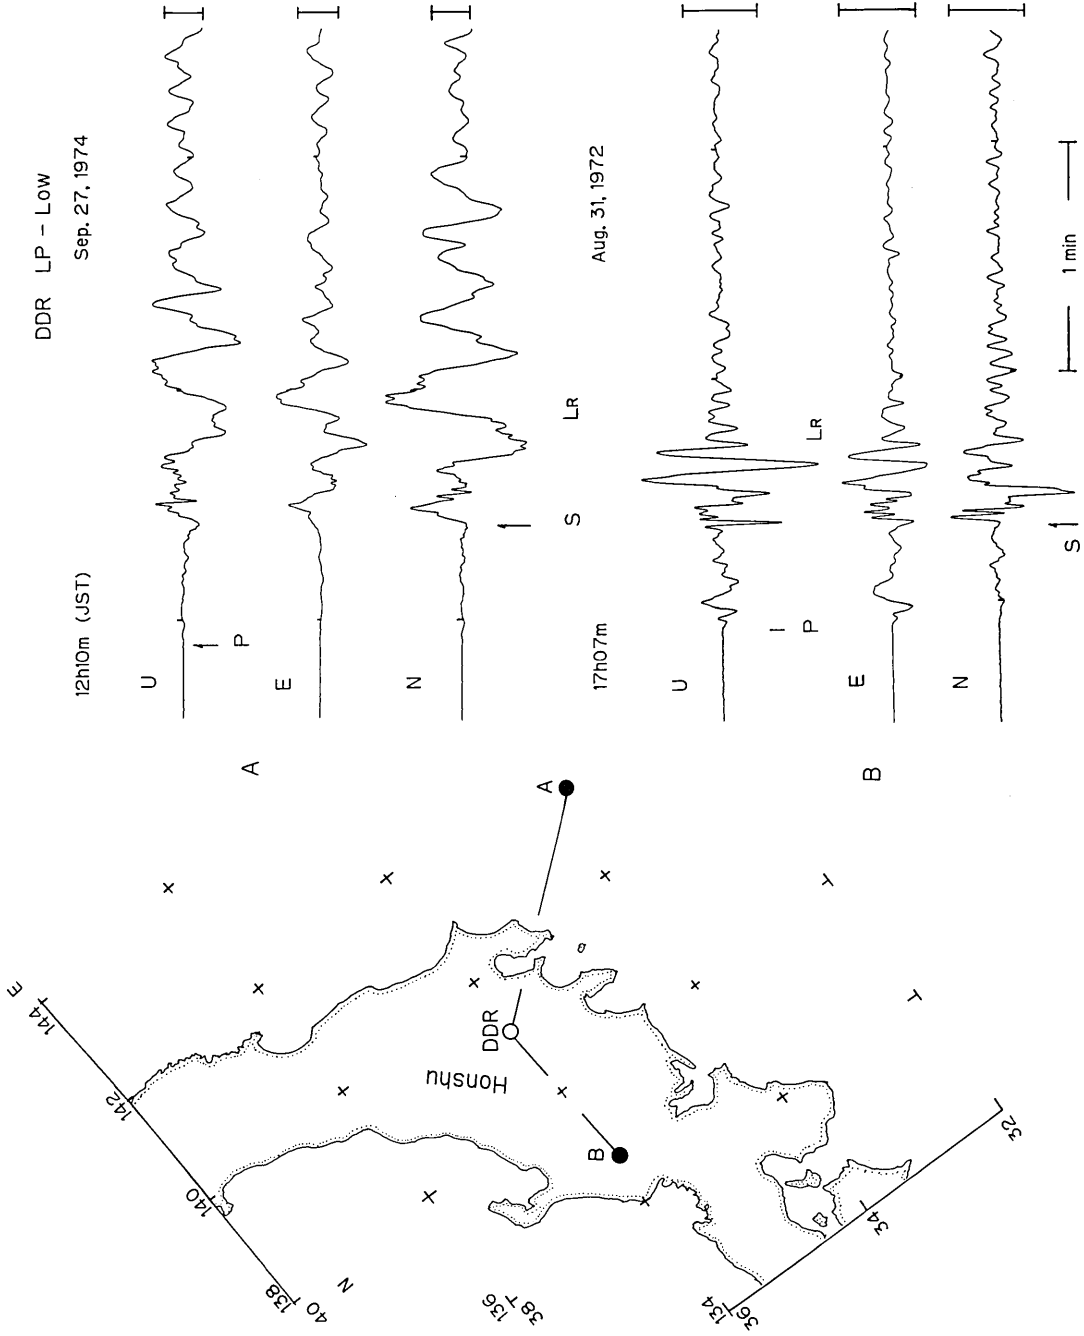 DDR LP - Low
12h10m (JST)
Sep. 27, 1974
A
U
P
E
N
S
LR
17h07m
Aug. 31, 1972
B
U
P
LR
E
N
S
1 min
144 E
142
140
138
40
N
136
38
134
36
34
32
Honshu
DDR
A
B